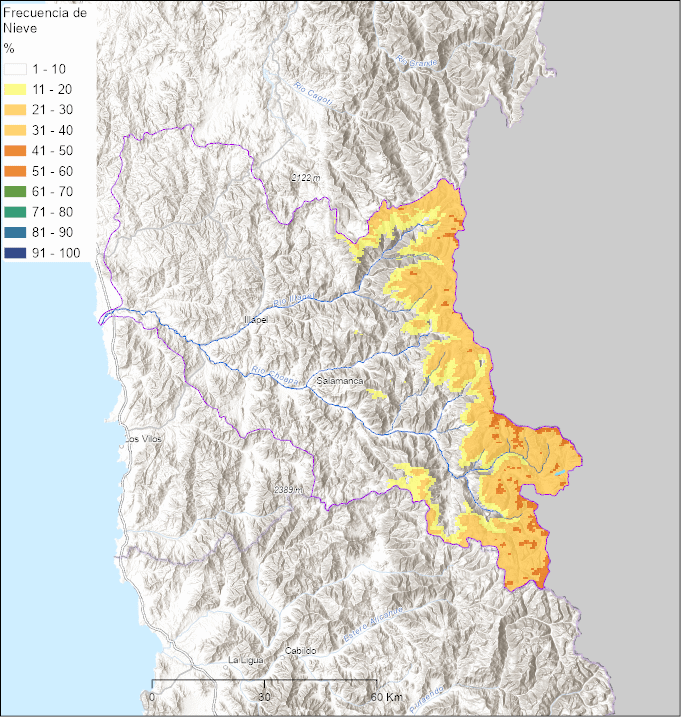 Frecuencia de
Nieve
%
1 - 10
11 - 20
21 - 30
31 - 40
41 - 50
51 - 60
61 - 70
71 - 80
81 - 90
91 - 100
Río Grande
Río Cogotí
2122 m
Río Illapel
Illapel
Río Choapa
Salamanca
Los Vilos
2389 m
Estero Alicahue
Cabildo
La Ligua
0
30
60 Km